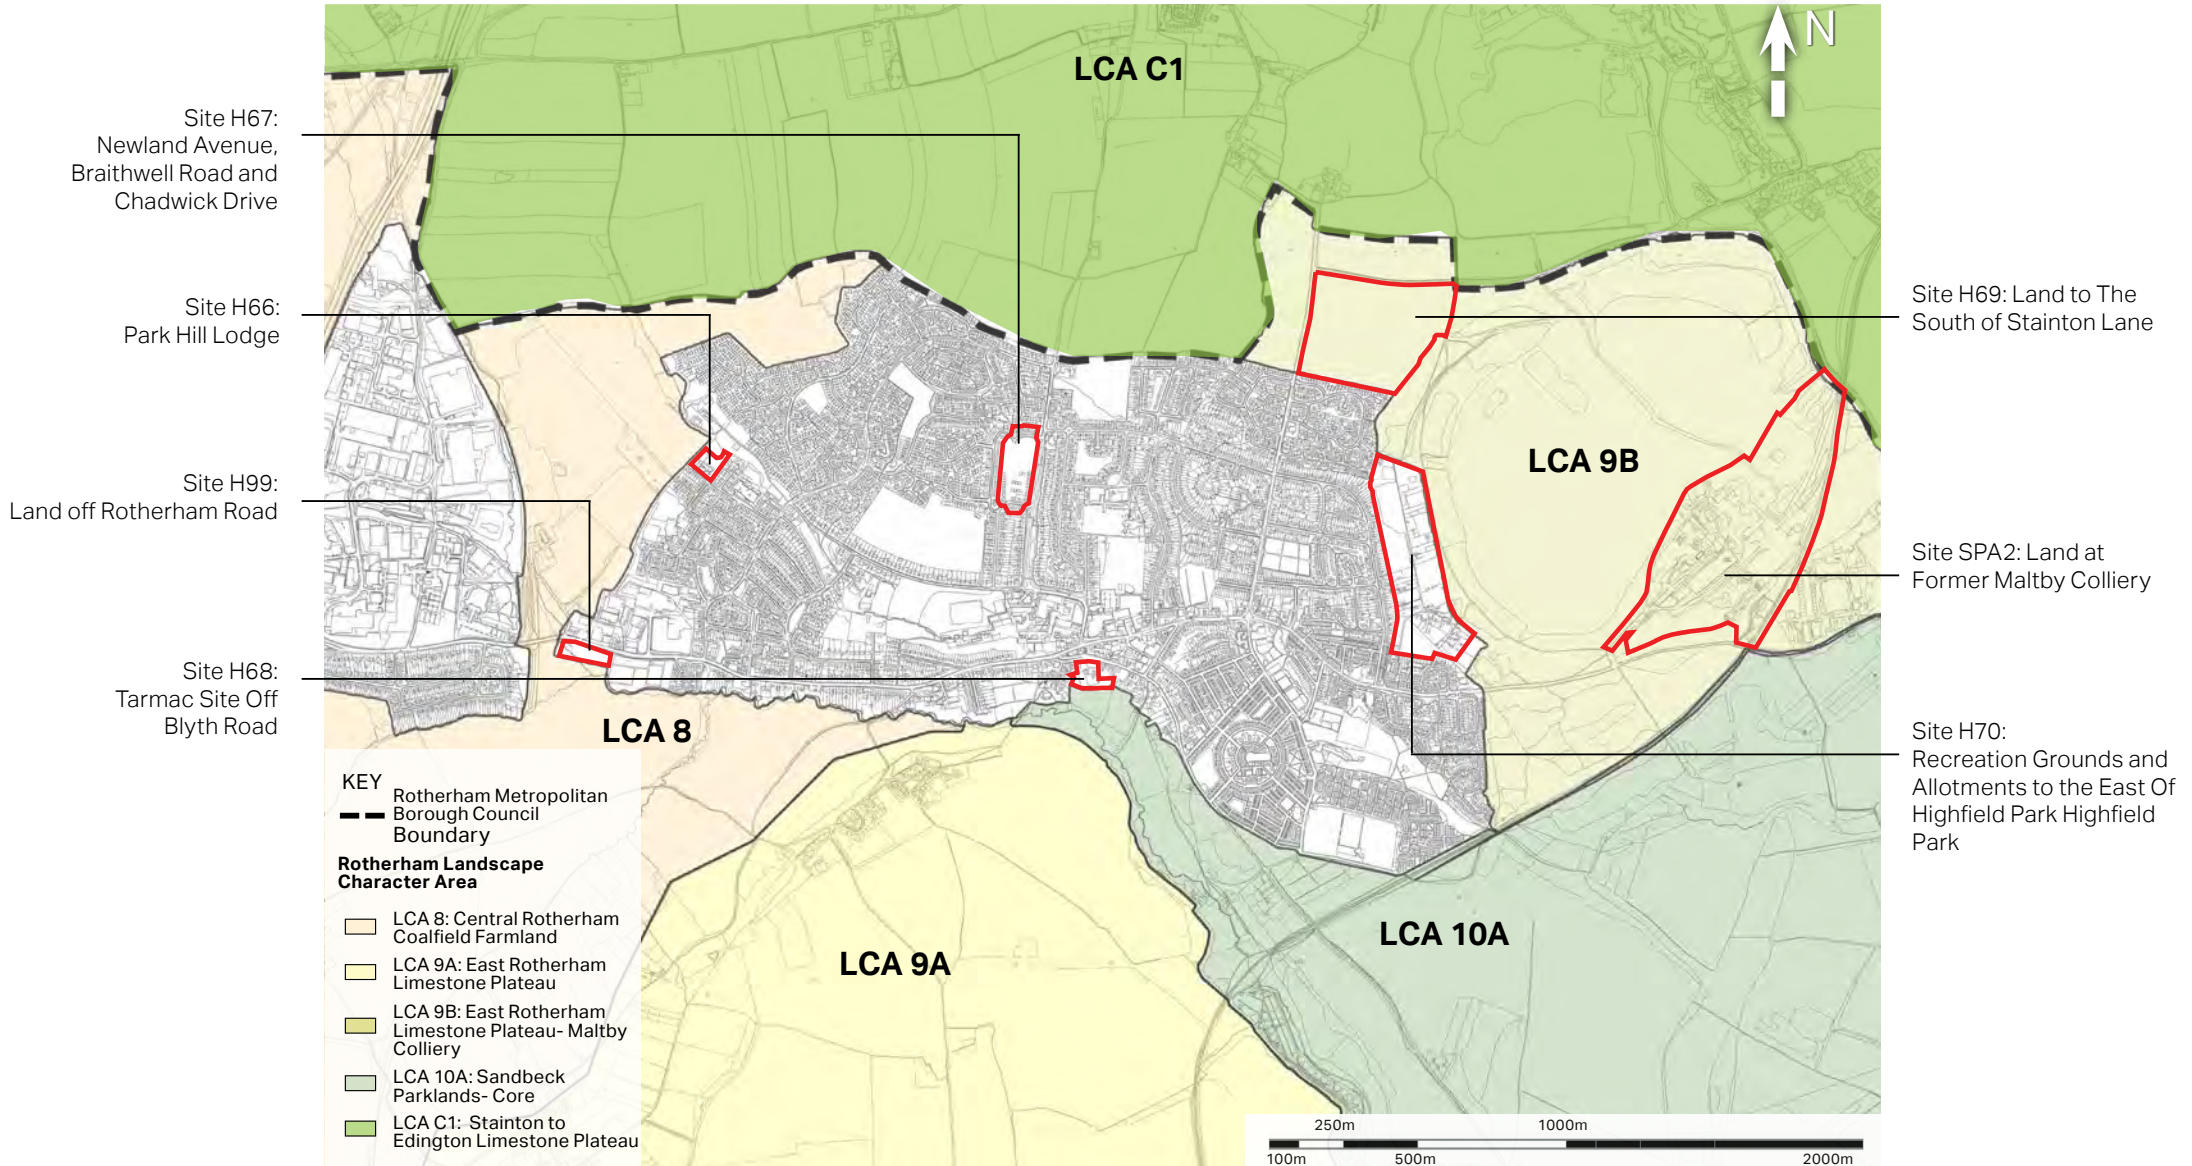 LCA C1
N
Site H67:
Newland Avenue,
Braithwell Road and
Chadwick Drive
Site H66:
Park Hill Lodge
Site H99:
Land off Rotherham Road
Site H68:
Tarmac Site Off
Blyth Road
Site H69: Land to The
South of Stainton Lane
LCA 9B
Site SPA2: Land at
Former Maltby Colliery
Site H70:
Recreation Grounds and
Allotments to the East Of
Highfield Park Highfield
Park
LCA 8
LCA 9A
LCA 10A
KEY
Rotherham Metropolitan
Borough Council
Boundary
Rotherham Landscape
Character Area
LCA 8: Central Rotherham
Coalfield Farmland
LCA 9A: East Rotherham
Limestone Plateau
LCA 9B: East Rotherham
Limestone Plateau- Maltby
Colliery
LCA 10A: Sandbeck
Parklands- Core
LCA C1: Stainton to
Edington Limestone Plateau
250m 1000m
100m 500m 2000m